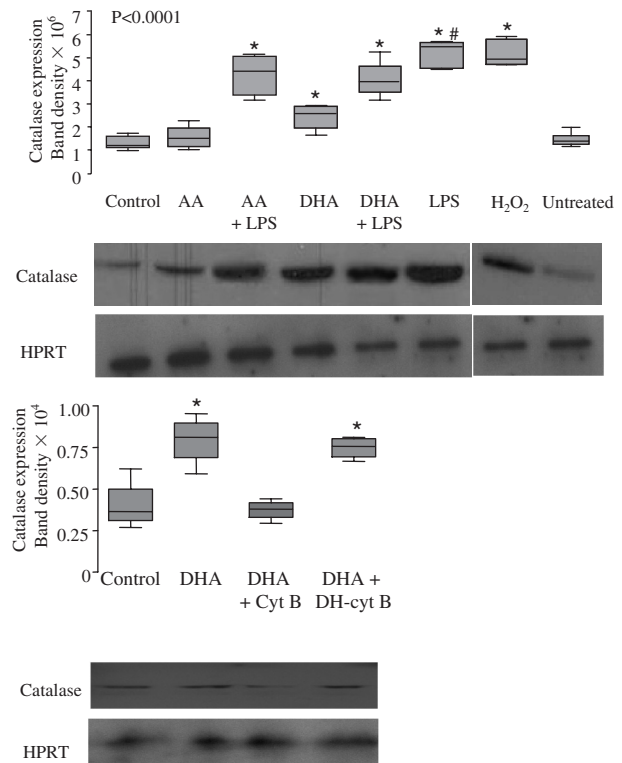 P<0.0001
Catalase expression
Band density × 10⁶
7
6
5
4
3
2
1
0
* * * * # *
Control AA AA + LPS DHA DHA + LPS LPS H₂O₂ Untreated
Catalase
HPRT
Catalase expression
Band density × 10⁴
1.00
0.75
0.50
0.25
0
* *
Control DHA DHA + Cyt B DHA + DH-cyt B
Catalase
HPRT